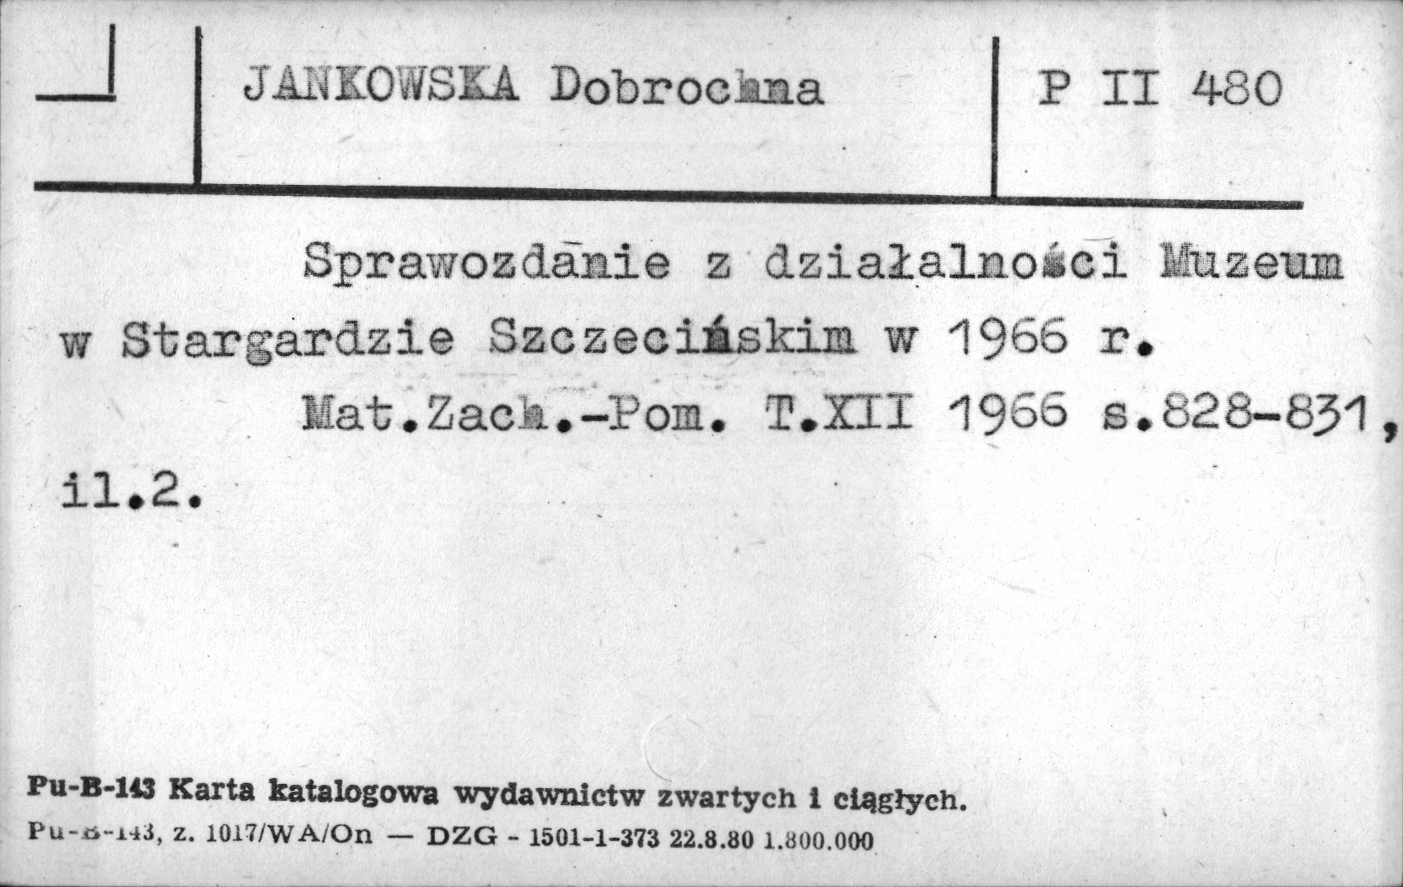 JANKOWSKA Dobrochna
P II 480
Sprawozdanie z działalności Muzeum
w Stargardzie Szczecińskim w 1966 r.
Mat.Zach.-Pom. T.XII 1966 s.828-831,
il.2.
Pu-B-143 Karta katalogowa wydawnictw zwartych i ciągłych.
Pu-B-143, z. 1017/WA/On — DZG - 1501-1-373 22.8.80 1.800.000